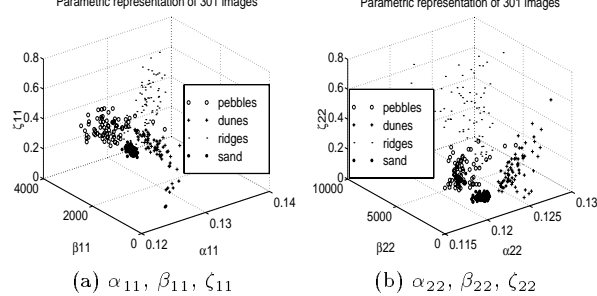 Parametric representation of 301 images
0.8
0.6
0.4
0.2
0
ζ11
4000
2000
0
β11
0.12
0.13
0.14
α11
pebbles
dunes
ridges
sand
(a) α11, β11, ζ11
Parametric representation of 301 images
0.8
0.6
0.4
0.2
0
ζ22
10000
5000
0
β22
0.115
0.12
0.125
0.13
α22
pebbles
dunes
ridges
sand
(b) α22, β22, ζ22